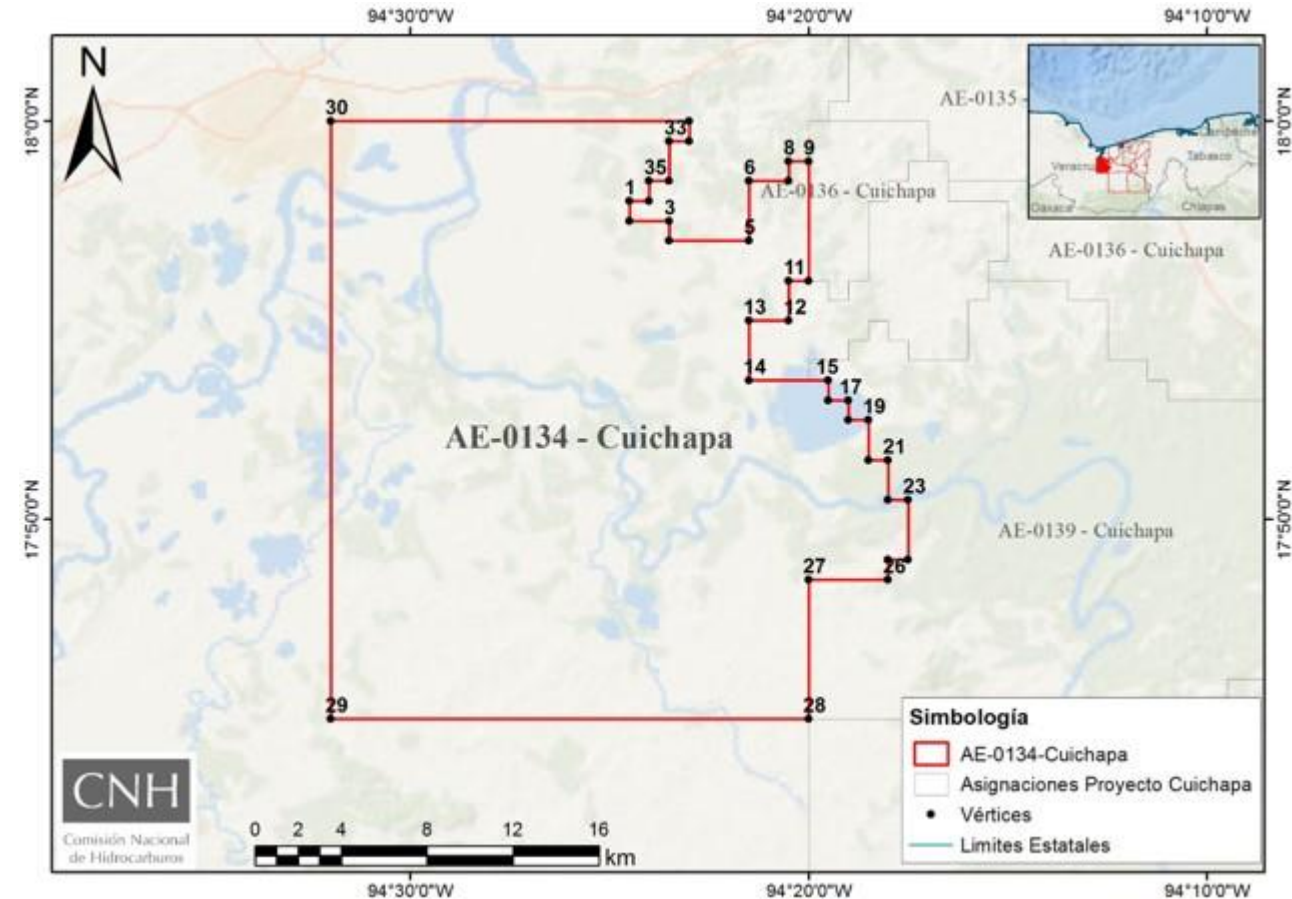 94°30'0"W
94°20'0"W
94°10'0"W
N
18°0'0"N
18°0'0"N
17°50'0"N
17°50'0"N
30
33
35
1
3
5
6
8
9
11
12
13
14
15
17
19
21
23
26
27
28
29
AE-0135
AE-0136 - Cuichapa
AE-0136 - Cuichapa
AE-0134 - Cuichapa
AE-0139 - Cuichapa
Campeche
Veracruz
Tabasco
Oaxaca
Chiapas
Simbología
AE-0134-Cuichapa
Asignaciones Proyecto Cuichapa
Vértices
Limites Estatales
CNH
Comisión Nacional
de Hidrocarburos
0 2 4 8 12 16
km
94°30'0"W
94°20'0"W
94°10'0"W